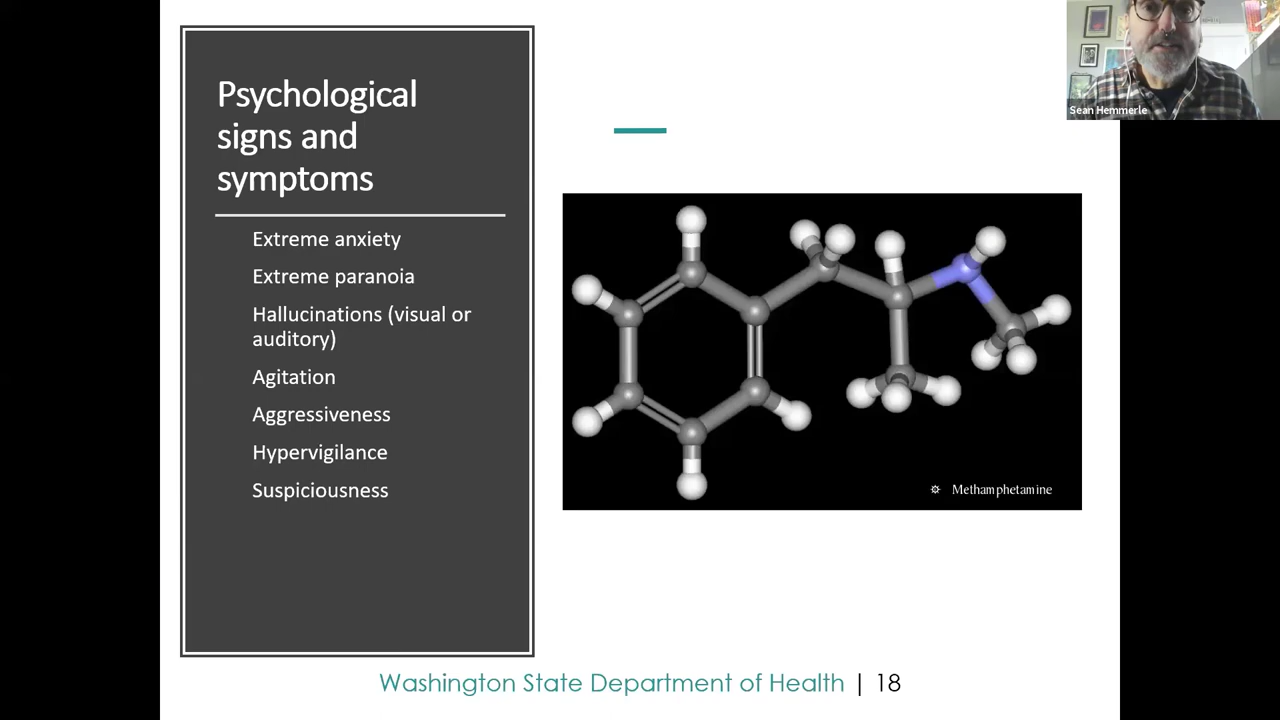 Psychological
signs and
symptoms
Extreme anxiety
Extreme paranoia
Hallucinations (visual or
auditory)
Agitation
Aggressiveness
Hypervigilance
Suspiciousness
Sean Hemmerle
Methamphetamine
Washington State Department of Health | 18